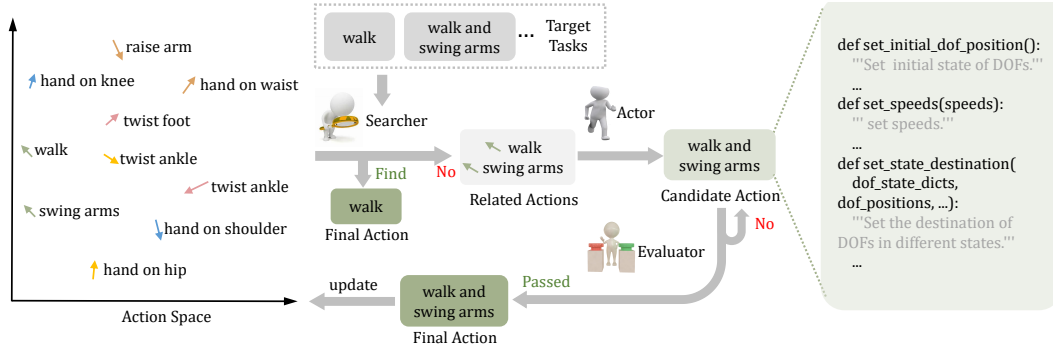 raise arm
hand on knee
hand on waist
twist foot
walk
twist ankle
twist ankle
swing arms
hand on shoulder
hand on hip
Action Space
walk
walk and
swing arms
... Target
Tasks
Searcher
Find
No
walk
Final Action
walk
swing arms
Related Actions
Actor
walk and
swing arms
Candidate Action
No
Evaluator
Passed
update
walk and
swing arms
Final Action
def set_initial_dof_position():
'''Set initial state of DOFs.'''
...
def set_speeds(speeds):
''' set speeds.'''
...
def set_state_destination(
dof_state_dicts,
dof_positions, ...):
'''Set the destination of
DOFs in different states.'''
...